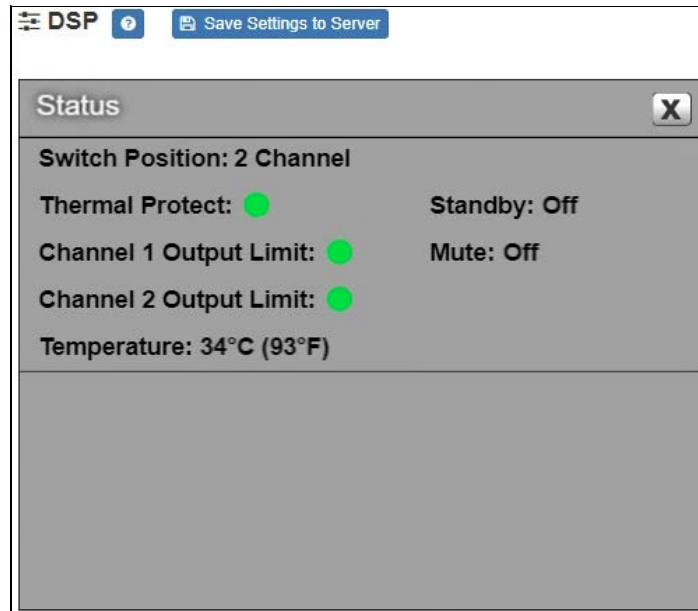 DSP ? Save Settings to Server
Status X
Switch Position: 2 Channel
Thermal Protect: Standby: Off
Channel 1 Output Limit: Mute: Off
Channel 2 Output Limit:
Temperature: 34°C (93°F)